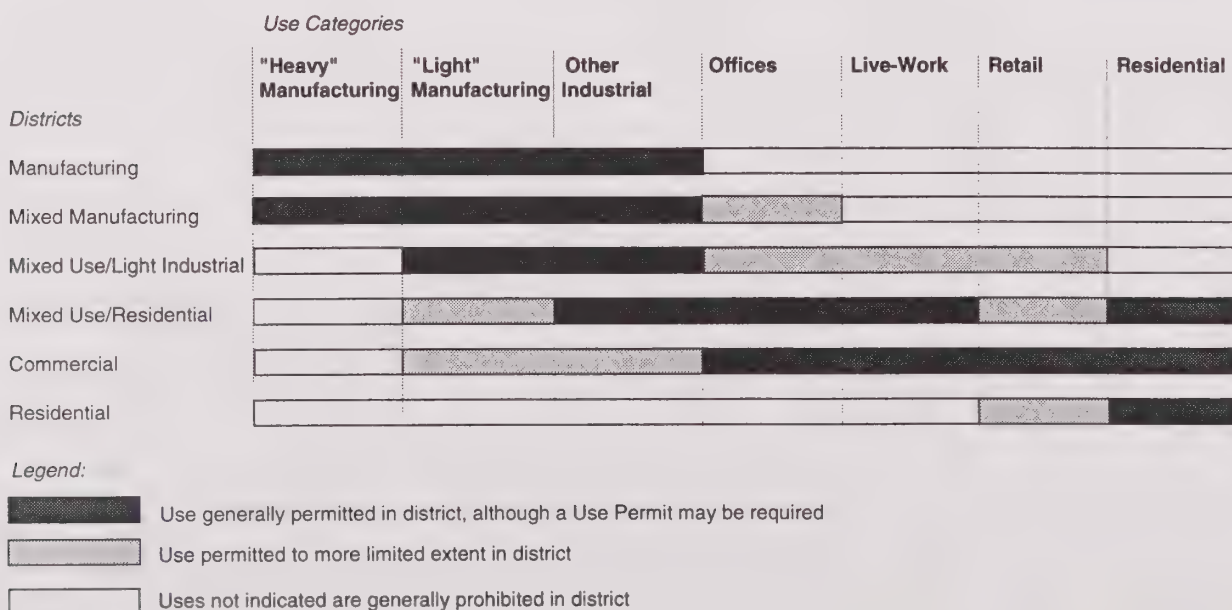 Use Categories
"Heavy" Manufacturing
"Light" Manufacturing
Other Industrial
Offices
Live-Work
Retail
Residential
Districts
Manufacturing
Mixed Manufacturing
Mixed Use/Light Industrial
Mixed Use/Residential
Commercial
Residential
Legend:
Use generally permitted in district, although a Use Permit may be required
Use permitted to more limited extent in district
Uses not indicated are generally prohibited in district